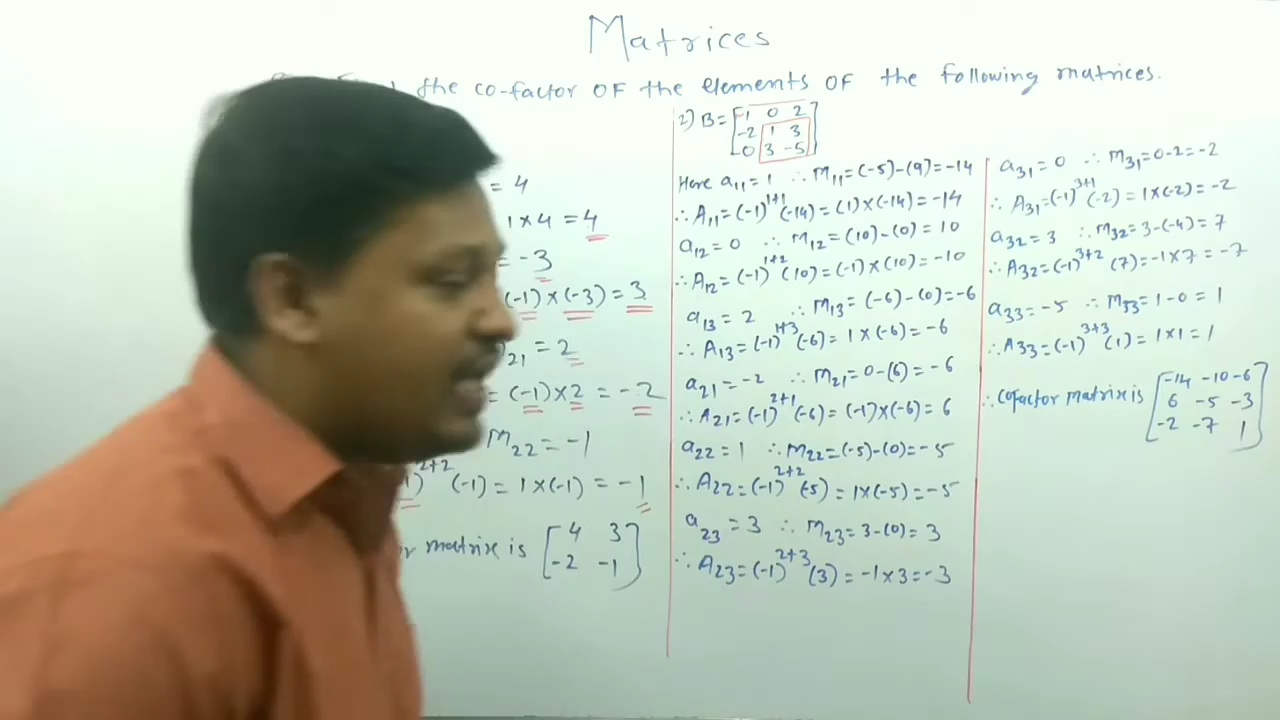 Matrices
the co-factor OF the elements OF the following matrices.
= 4
1 x 4 = 4
= -3
(-1) x (-3) = 3
21 = 2
= (-1) x 2 = -2
M22 = -1
2+2 (-1) = 1 x (-1) = -1
matrix is [4 3
-2 -1]
2) B = [1 0 2
-2 1 3
0 3 -5]
Here a11 = 1 ∴ M11 = (-5)-(9) = -14
∴ A11 = (-1)^1+1 (-14) = (1)x(-14) = -14
a12 = 0 ∴ M12 = (10)-(0) = 10
∴ A12 = (-1)^1+2 (10) = (-1)x(10) = -10
a13 = 2 ∴ M13 = (-6)-(0) = -6
∴ A13 = (-1)^1+3 (-6) = 1 x (-6) = -6
a21 = -2 ∴ M21 = 0-(6) = -6
∴ A21 = (-1)^2+1 (-6) = (-1)x(-6) = 6
a22 = 1 ∴ M22 = (-5)-(0) = -5
∴ A22 = (-1)^2+2 (-5) = 1x(-5) = -5
a23 = 3 ∴ M23 = 3-(0) = 3
∴ A23 = (-1)^2+3 (3) = -1 x 3 = -3
a31 = 0 ∴ M31 = 0-2 = -2
∴ A31 = (-1)^3+1 (-2) = 1x(-2) = -2
a32 = 3 ∴ M32 = 3-(-4) = 7
∴ A32 = (-1)^3+2 (7) = -1 x 7 = -7
a33 = -5 ∴ M33 = 1-0 = 1
∴ A33 = (-1)^3+3 (1) = 1x1 = 1
∴ Cofactor matrix is [-14 -10 -6
6 -5 -3
-2 -7 1]